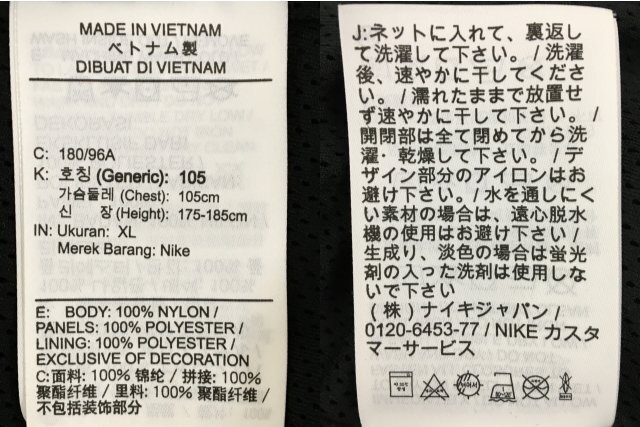 MADE IN VIETNAM
ベトナム製
DIBUAT DI VIETNAM
C: 180/96A
K: 호칭 (Generic): 105
가슴둘레 (Chest): 105cm
신 장 (Height): 175-185cm
IN: Ukuran: XL
Merek Barang: Nike
E: BODY: 100% NYLON /
PANELS: 100% POLYESTER /
LINING: 100% POLYESTER /
EXCLUSIVE OF DECORATION
C:面料: 100% 锦纶 / 拼接: 100%
聚酯纤维 / 里料: 100% 聚酯纤维 /
不包括装饰部分
J:ネットに入れて、裏返し
て洗濯して下さい。/ 洗濯
後、速やかに干してくださ
い。/ 濡れたままで放置せ
ず速やかに干して下さい。/
開閉部は全て閉めてから洗
濯・乾燥して下さい。/ デ
ザイン部分のアイロンはお
避け下さい。/ 水を通しにく
い素材の場合は、遠心脱水
機の使用はお避け下さい /
生成り、淡色の場合は蛍光
剤の入った洗剤は使用しな
いで下さい
(株) ナイキジャパン /
0120-6453-77 / NIKE カスタ
マーサービス